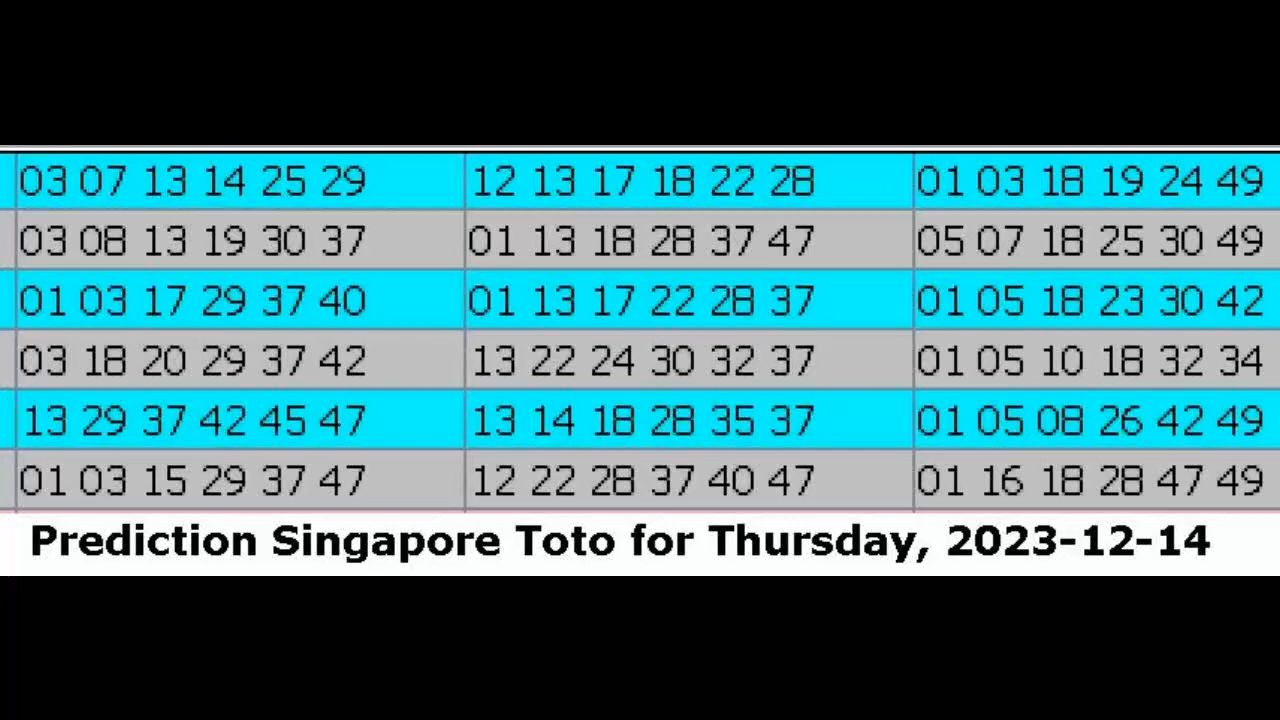 03 07 13 14 25 29 12 13 17 18 22 28 01 03 18 19 24 49
03 08 13 19 30 37 01 13 18 28 37 47 05 07 18 25 30 49
01 03 17 29 37 40 01 13 17 22 28 37 01 05 18 23 30 42
03 18 20 29 37 42 13 22 24 30 32 37 01 05 10 18 32 34
13 29 37 42 45 47 13 14 18 28 35 37 01 05 08 26 42 49
01 03 15 29 37 47 12 22 28 37 40 47 01 16 18 28 47 49
Prediction Singapore Toto for Thursday, 2023-12-14